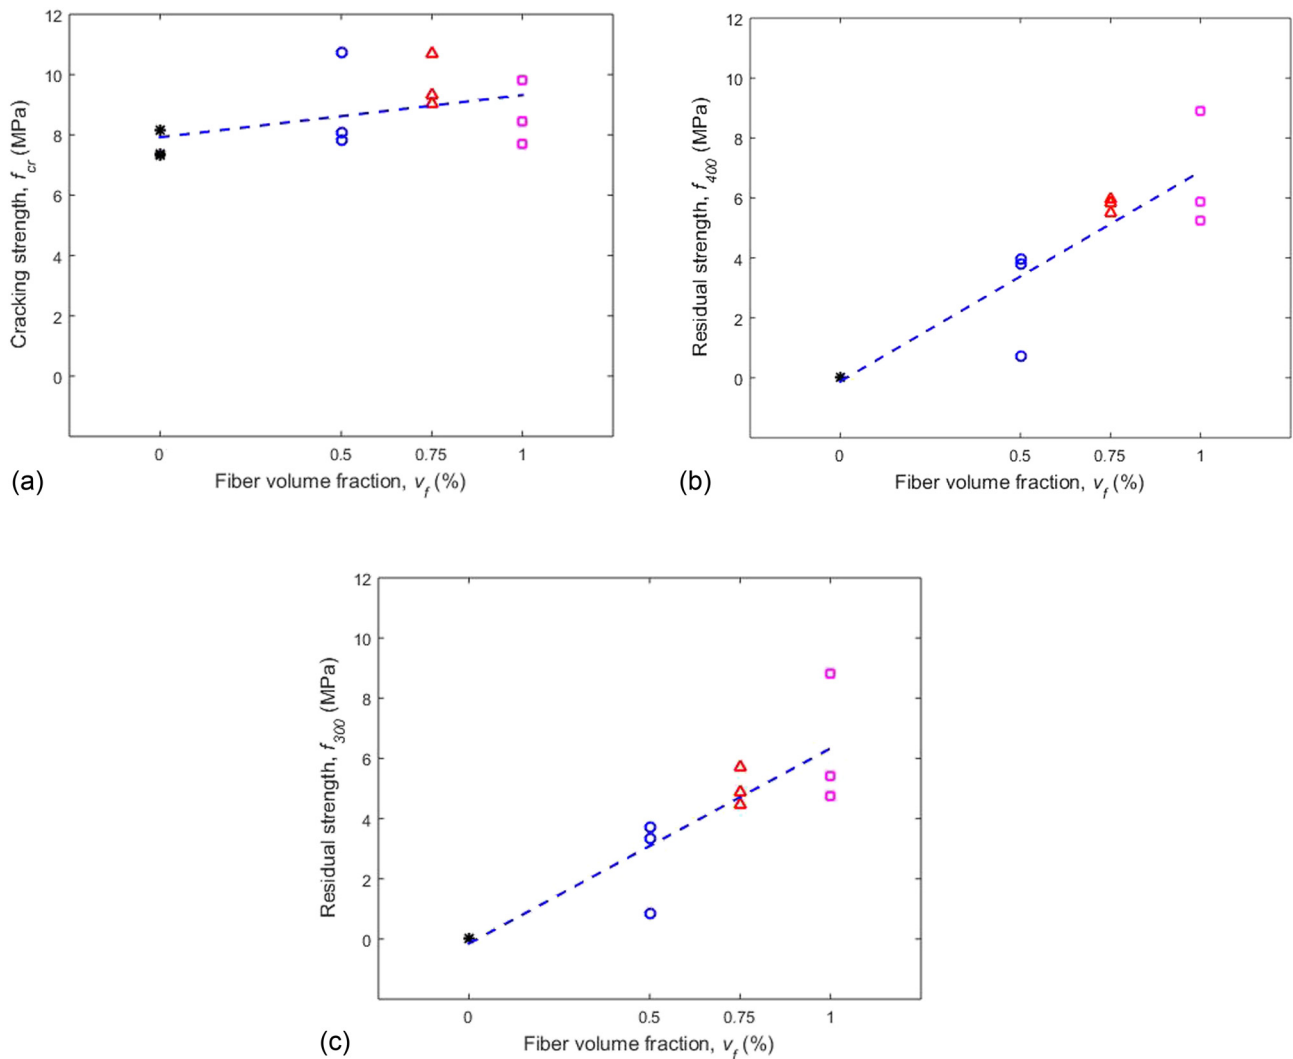 12
10
8
6
4
2
0
Cracking strength, f_cr (MPa)
0 0.5 0.75 1
Fiber volume fraction, v_f (%)
(a)
12
10
8
6
4
2
0
Residual strength, f_400 (MPa)
0 0.5 0.75 1
Fiber volume fraction, v_f (%)
(b)
12
10
8
6
4
2
0
Residual strength, f_300 (MPa)
0 0.5 0.75 1
Fiber volume fraction, v_f (%)
(c)